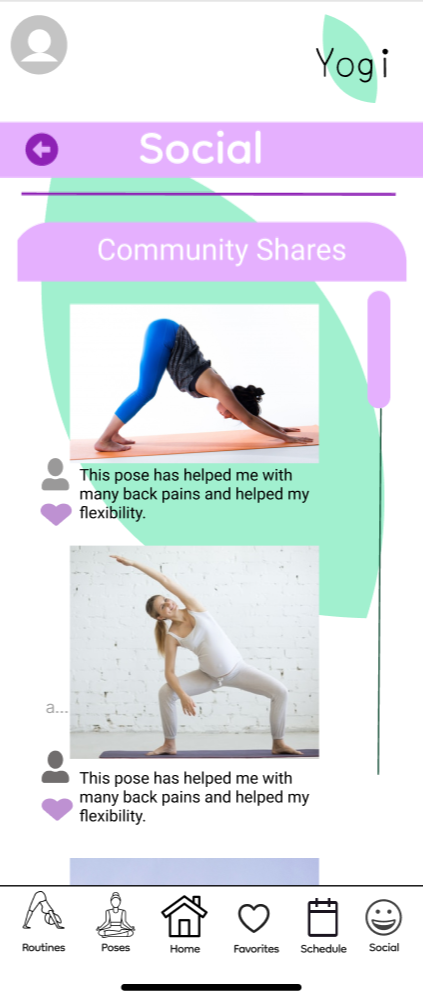 Yogi
Social
Community Shares
This pose has helped me with
many back pains and helped my
flexibility.
a...
This pose has helped me with
many back pains and helped my
flexibility.
Routines
Poses
Home
Favorites
Schedule
Social